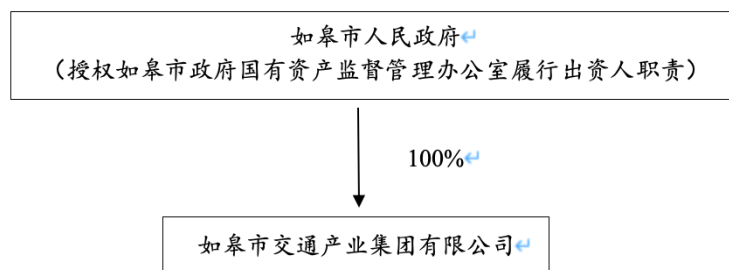 如皋市人民政府
（授权如皋市政府国有资产监督管理办公室履行出资人职责）
100%
如皋市交通产业集团有限公司